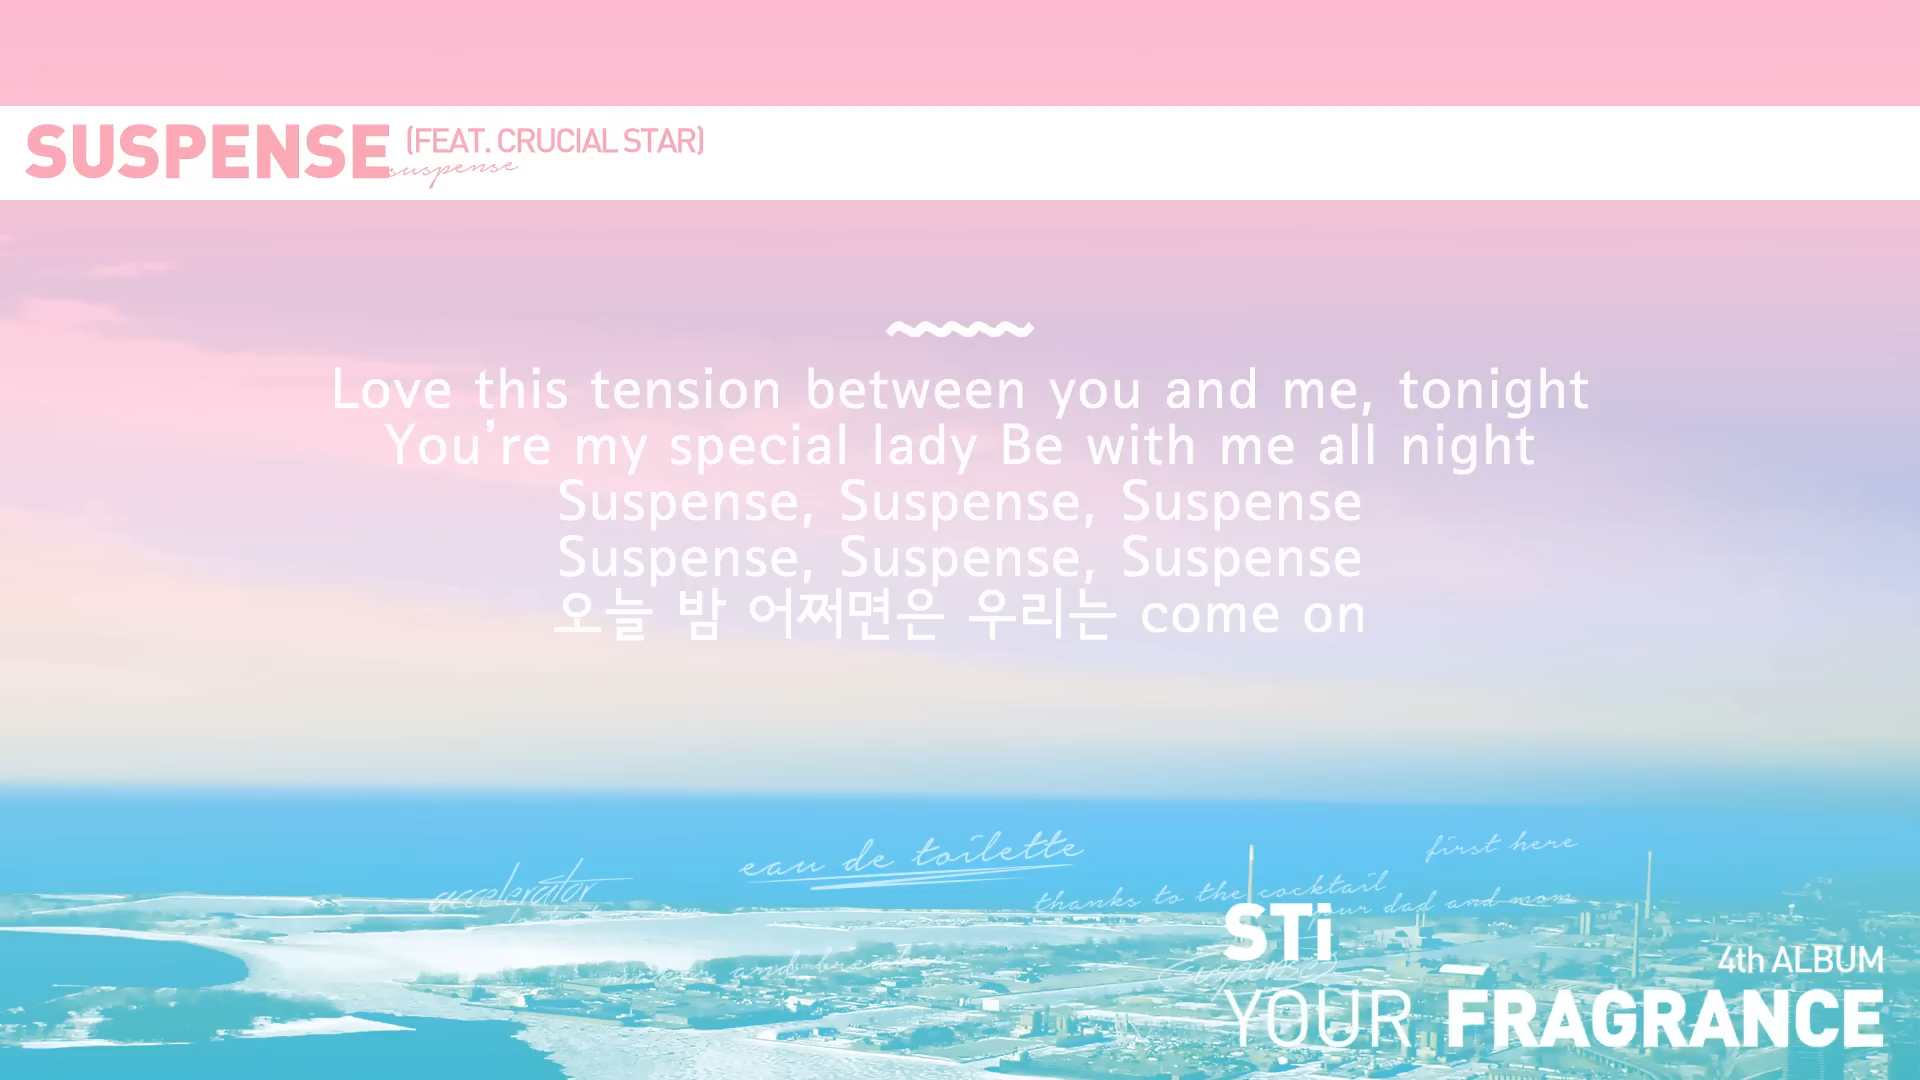 SUSPENSE (FEAT. CRUCIAL STAR)
suspense
Love this tension between you and me, tonight
You're my special lady Be with me all night
Suspense, Suspense, Suspense
Suspense, Suspense, Suspense
오늘 밤 어쩌면은 우리는 come on
eau de toilette
first here
accelerator
thanks to the cocktail
your dad and mom
STi
Suspense
4th ALBUM
YOUR FRAGRANCE